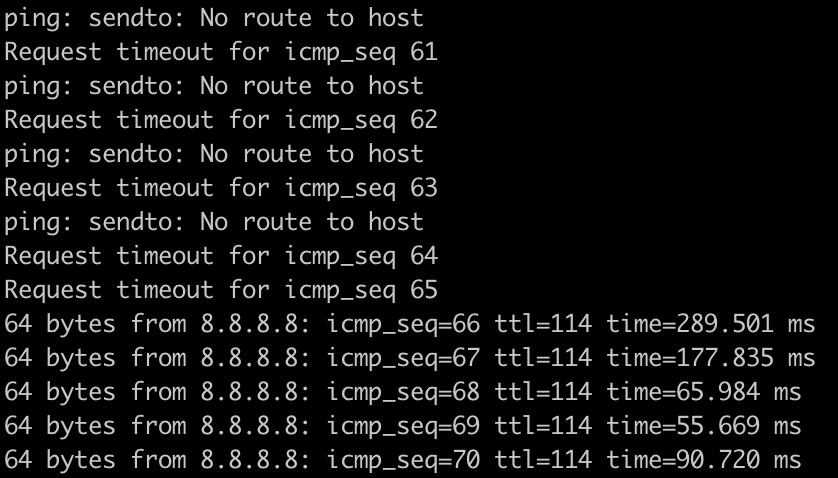 ping: sendto: No route to host
Request timeout for icmp_seq 61
ping: sendto: No route to host
Request timeout for icmp_seq 62
ping: sendto: No route to host
Request timeout for icmp_seq 63
ping: sendto: No route to host
Request timeout for icmp_seq 64
Request timeout for icmp_seq 65
64 bytes from 8.8.8.8: icmp_seq=66 ttl=114 time=289.501 ms
64 bytes from 8.8.8.8: icmp_seq=67 ttl=114 time=177.835 ms
64 bytes from 8.8.8.8: icmp_seq=68 ttl=114 time=65.984 ms
64 bytes from 8.8.8.8: icmp_seq=69 ttl=114 time=55.669 ms
64 bytes from 8.8.8.8: icmp_seq=70 ttl=114 time=90.720 ms